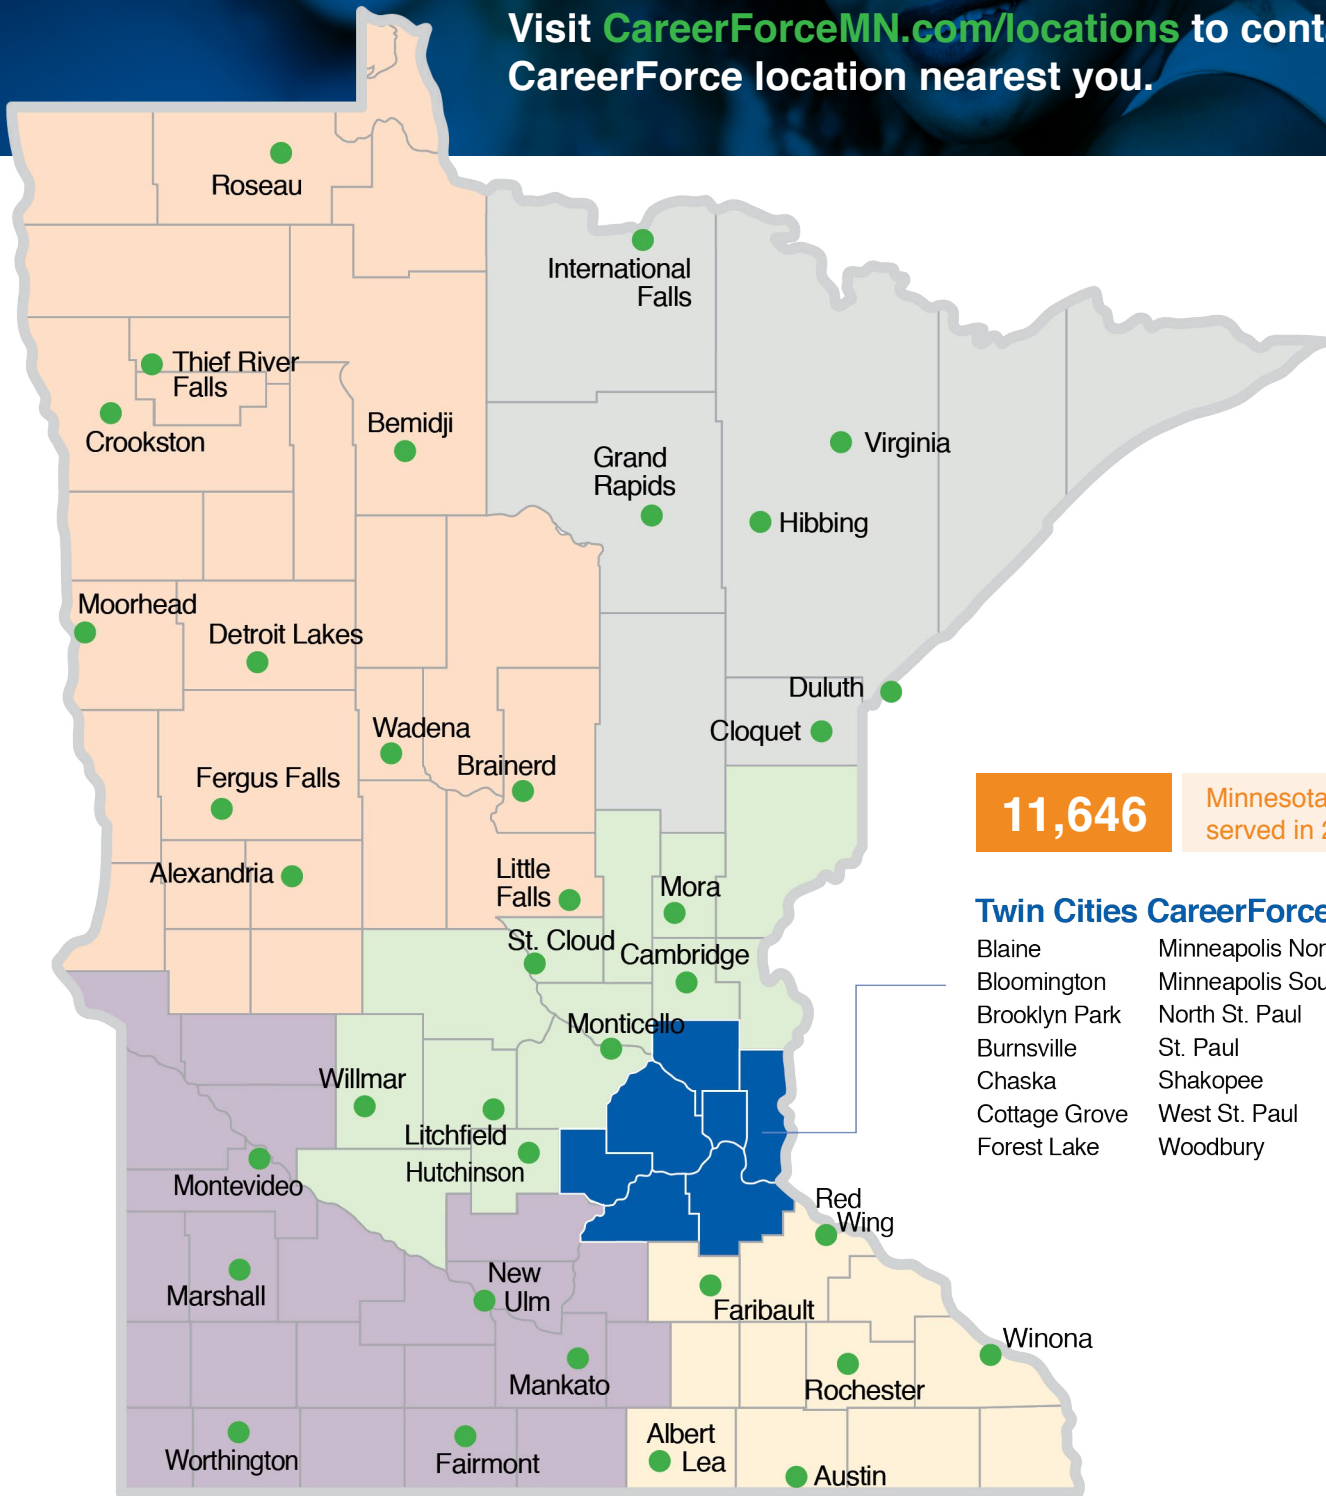 Visit CareerForceMN.com/locations to cont
CareerForce location nearest you.
Roseau
International
Falls
Thief River
Falls
Crookston
Bemidji
Grand
Rapids
Virginia
Hibbing
Moorhead
Detroit Lakes
Duluth
Cloquet
Wadena
Brainerd
Fergus Falls
Alexandria
Little
Falls
Mora
St. Cloud
Cambridge
Monticello
Willmar
Litchfield
Hutchinson
Montevideo
Marshall
New
Ulm
Mankato
Worthington
Fairmont
Red
Wing
Faribault
Winona
Rochester
Albert
Lea
Austin
11,646
Minnesota
served in 2
Twin Cities CareerForce
Blaine
Bloomington
Brooklyn Park
Burnsville
Chaska
Cottage Grove
Forest Lake
Minneapolis Nor
Minneapolis Sou
North St. Paul
St. Paul
Shakopee
West St. Paul
Woodbury